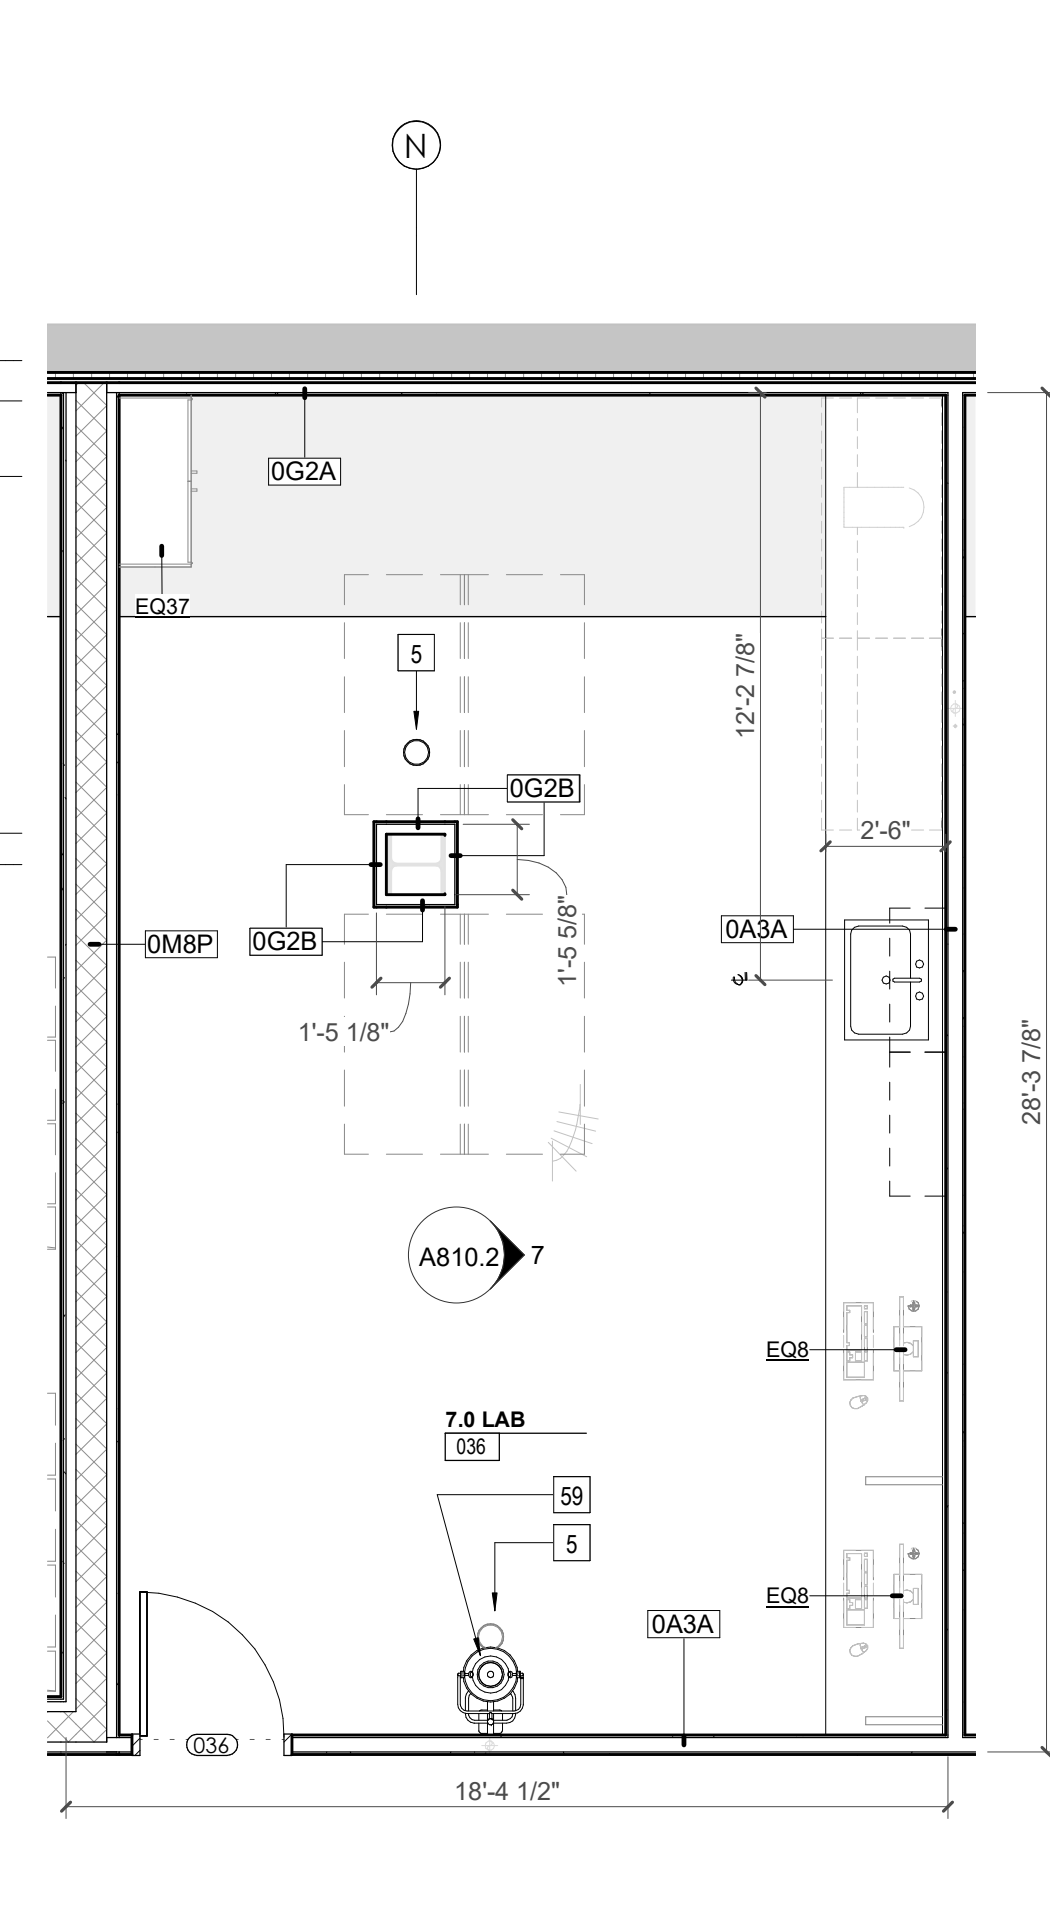 N
0G2A
EQ37
5
12'-2 7/8"
0G2B
2'-6"
0M8P
0G2B
1'-5 5/8"
0A3A
1'-5 1/8"
28'-3 7/8"
A810.2 7
EQ8
7.0 LAB
036
59
5
EQ8
0A3A
036
18'-4 1/2"